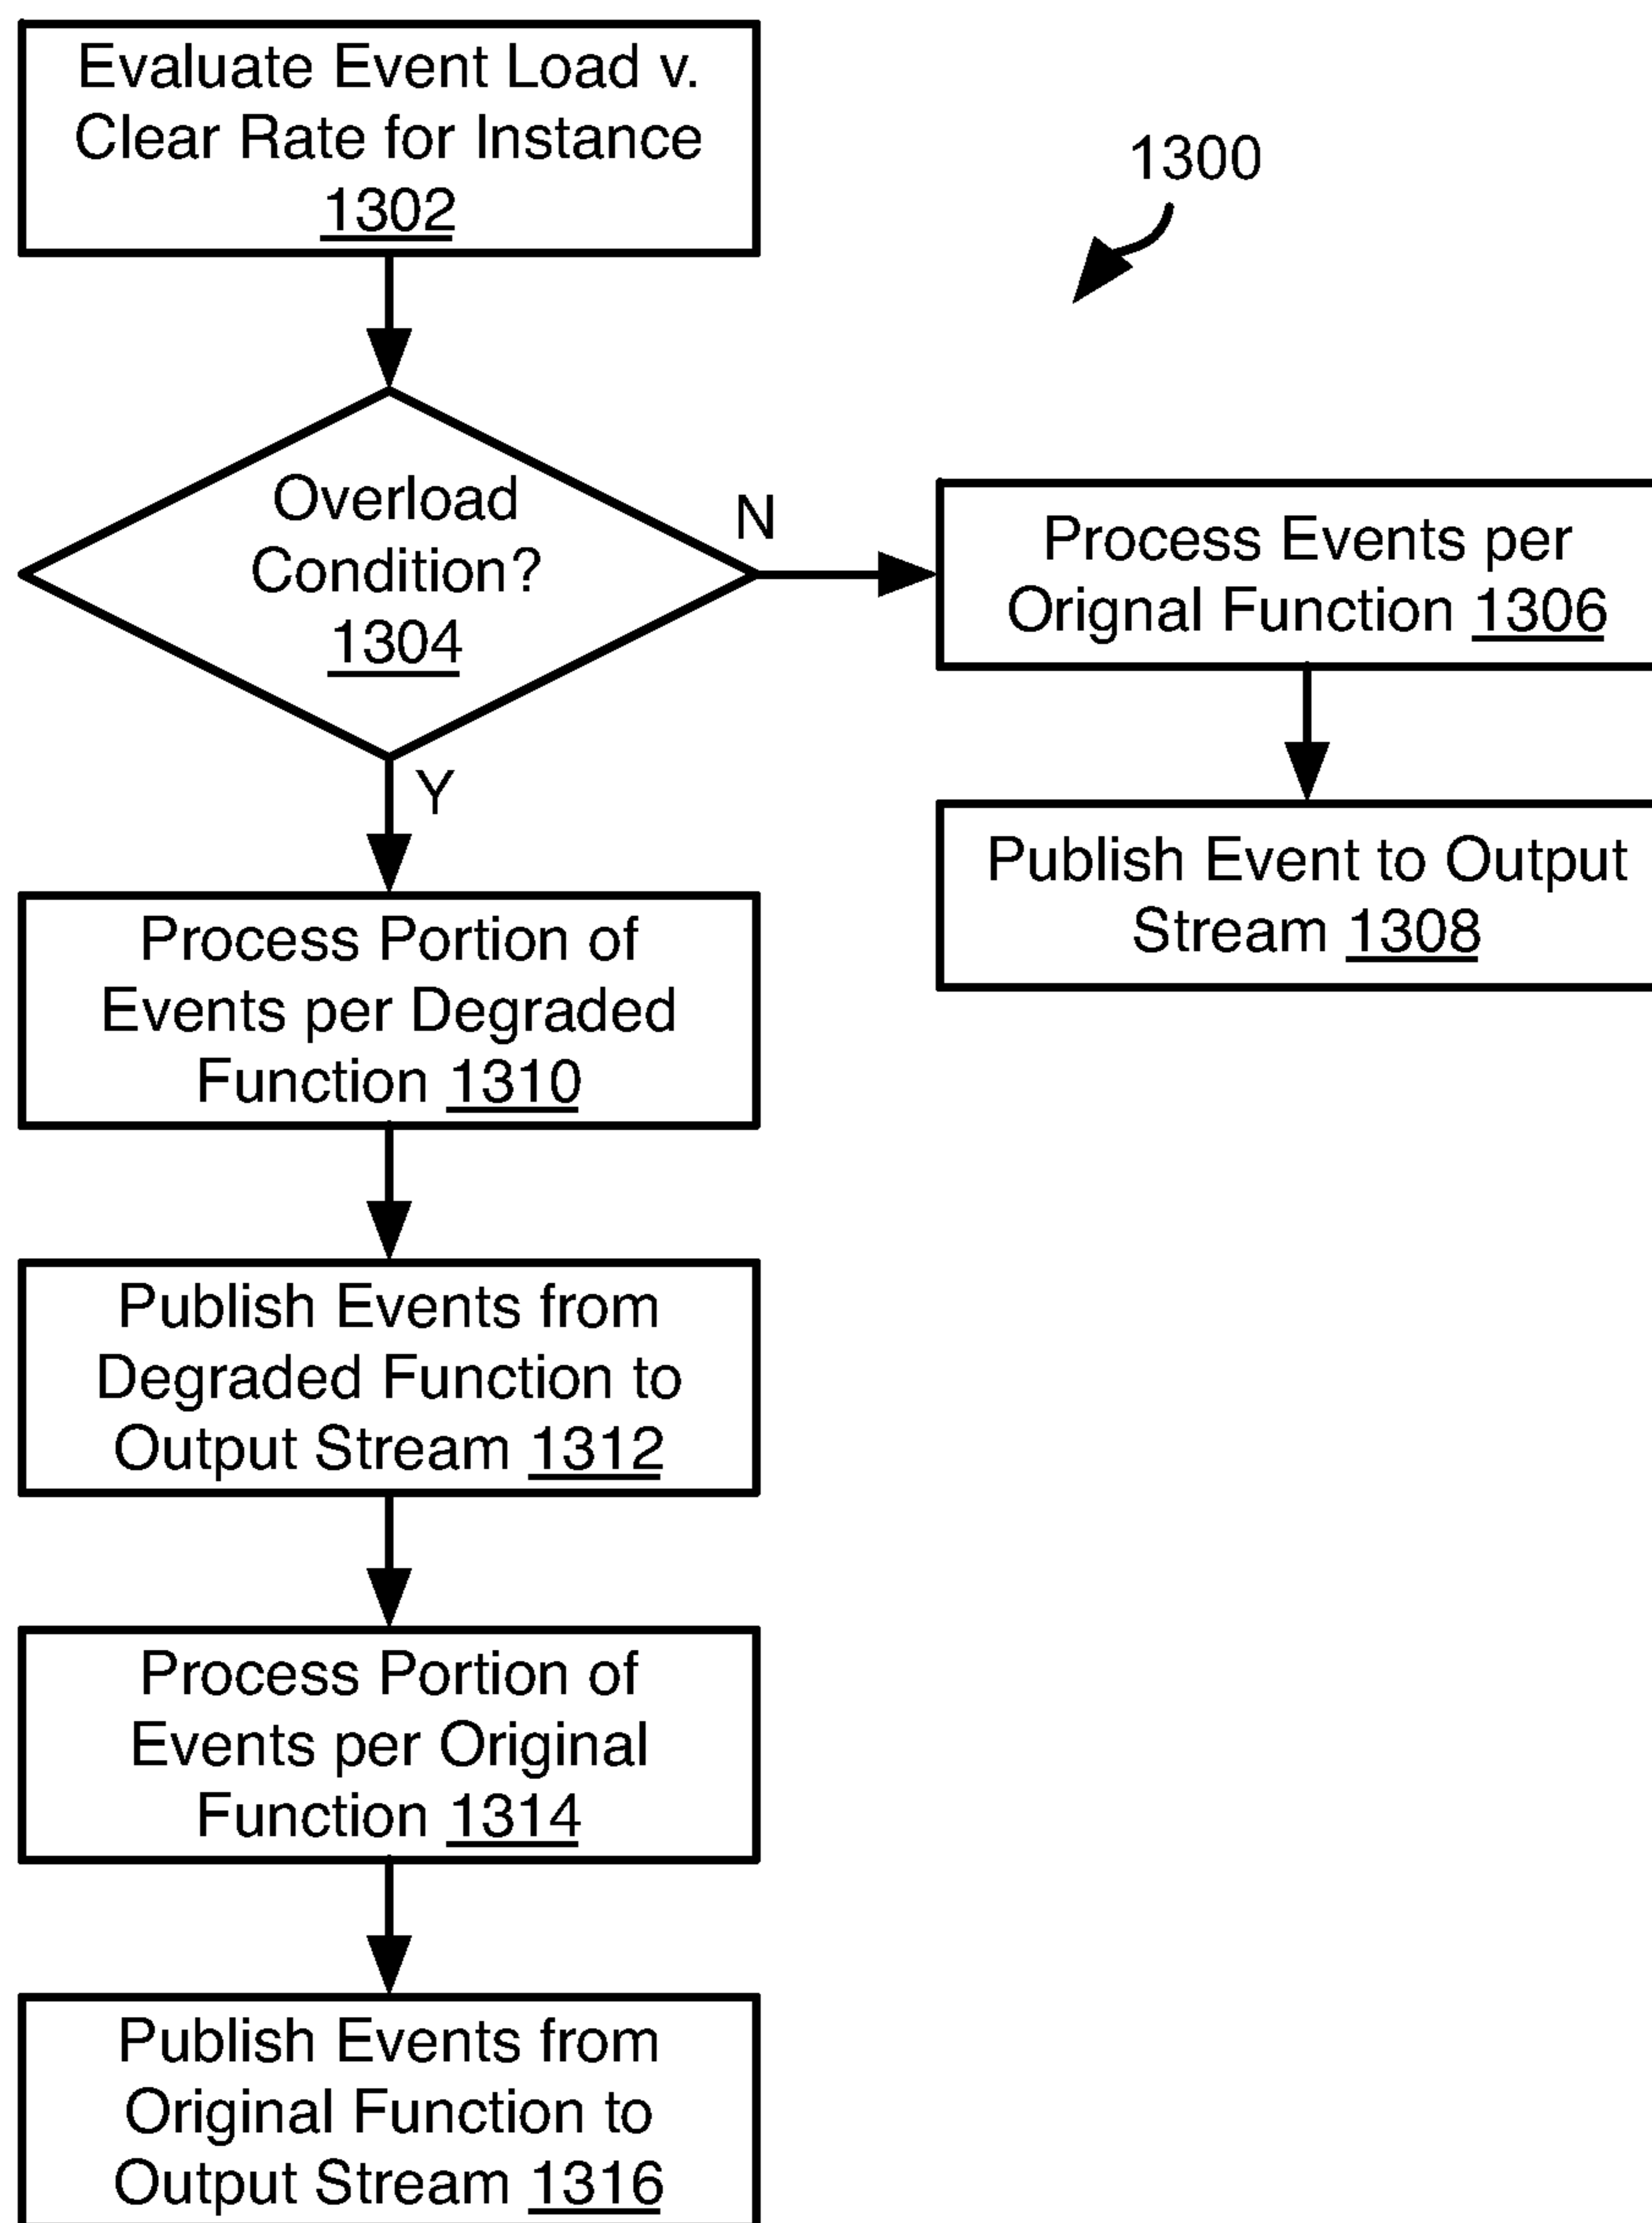 Evaluate Event Load v.
Clear Rate for Instance
1302
1300
Overload
Condition?
1304
N
Process Events per
Orignal Function 1306
Y
Publish Event to Output
Stream 1308
Process Portion of
Events per Degraded
Function 1310
Publish Events from
Degraded Function to
Output Stream 1312
Process Portion of
Events per Original
Function 1314
Publish Events from
Original Function to
Output Stream 1316